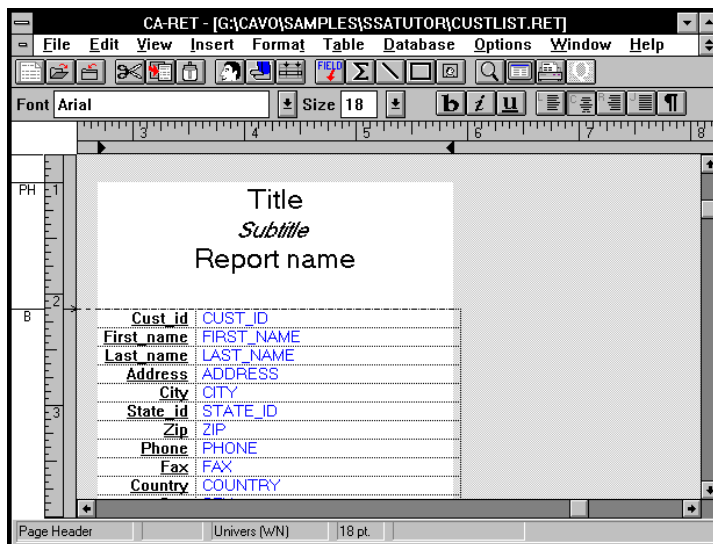 CA-RET - [G:\CAVO\SAMPLES\SSATUTOR\CUSTLIST.RET]
File Edit View Insert Format Table Database Options Window Help
FIELD Σ
Font Arial Size 18 b i u L C R J ¶
3 4 5 6 7 8
PH 1
Title
Subtitle
Report name
2
B
Cust_id CUST_ID
First_name FIRST_NAME
Last_name LAST_NAME
Address ADDRESS
City CITY
3
State_id STATE_ID
Zip ZIP
Phone PHONE
Fax FAX
Country COUNTRY
Page Header Univers (WN) 18 pt.